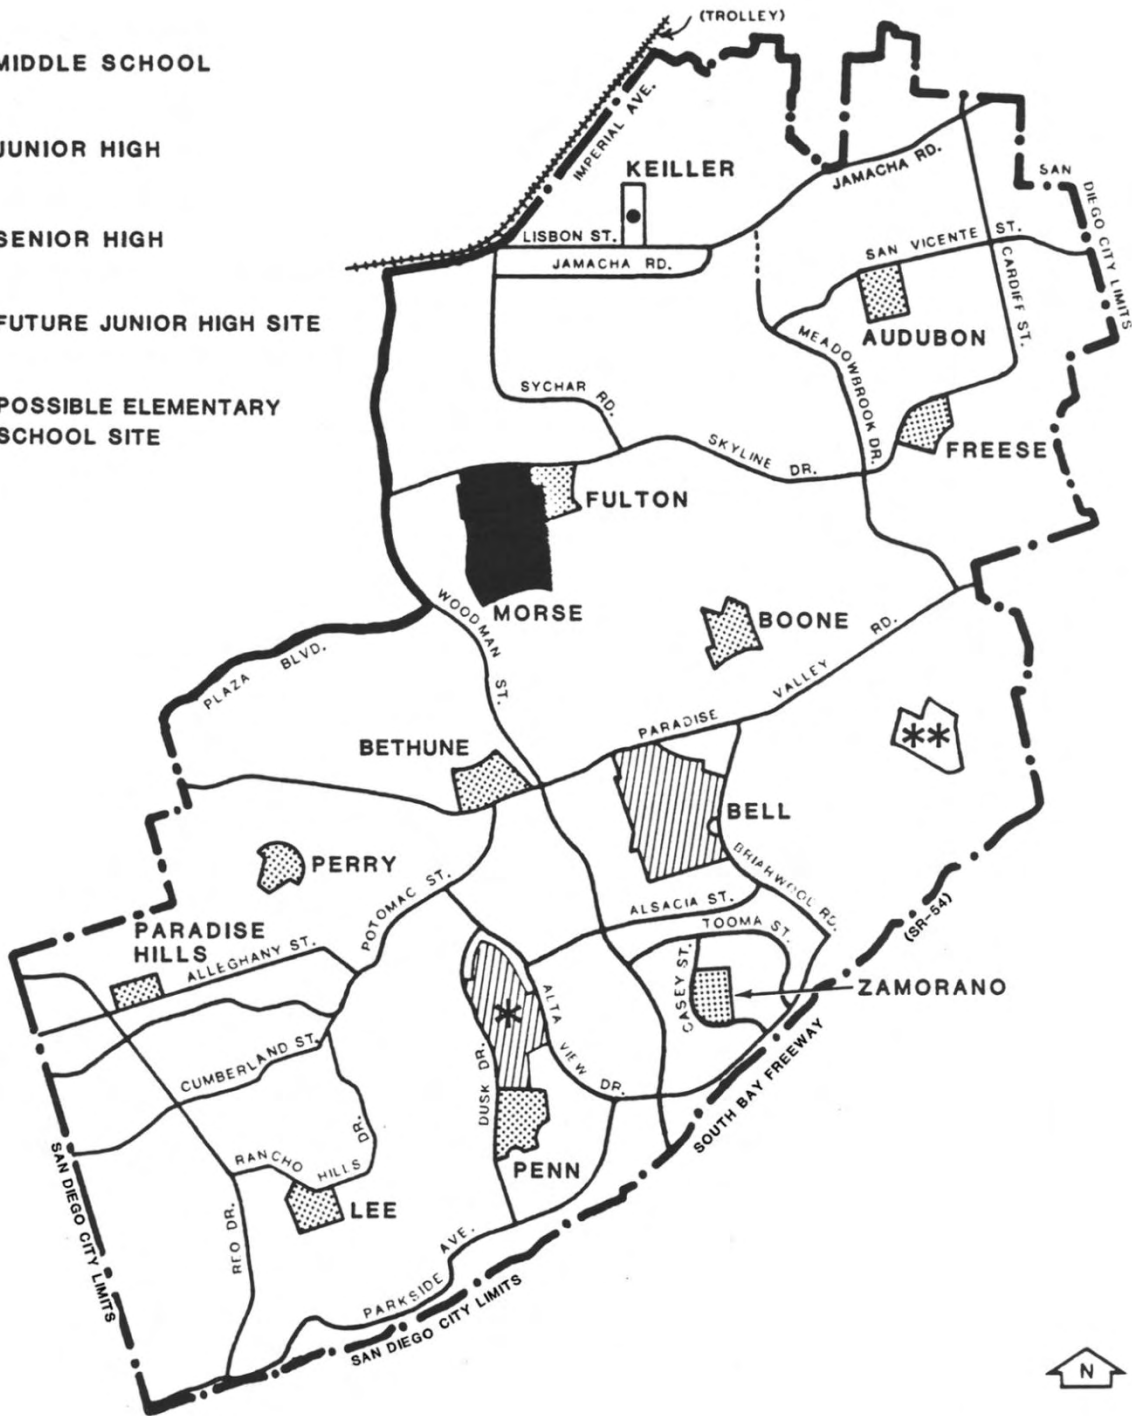 (TROLLEY)
MIDDLE SCHOOL
IMPERIAL AVE.
JUNIOR HIGH
KEILLER
JAMACHA RD.
SAN
DIEGO CITY LIMITS
SENIOR HIGH
LISBON ST.
SAN VICENTE ST.
JAMACHA RD.
CARDIFF ST.
FUTURE JUNIOR HIGH SITE
AUDUBON
MEADOWBROOK DR.
SYCHAR RD.
POSSIBLE ELEMENTARY
SCHOOL SITE
SKYLINE DR.
FREESE
FULTON
MORSE
WOODMAN ST.
BOONE
PLAZA BLVD.
PARADISE VALLEY RD.
**
BETHUNE
BELL
PERRY
BRIARWOOD RD.
POTOMAC ST.
ALSACIA ST.
TOOMA ST.
(SR-54)
PARADISE
HILLS
ALLEGHANY ST.
CASEY ST.
ZAMORANO
*
ALTA VIEW DR.
DUSK DR.
CUMBERLAND ST.
SOUTH BAY FREEWAY
RANCHO HILLS DR.
PENN
LEE
SAN DIEGO CITY LIMITS
REO DR.
PARKSIDE AVE.
SAN DIEGO CITY LIMITS
N